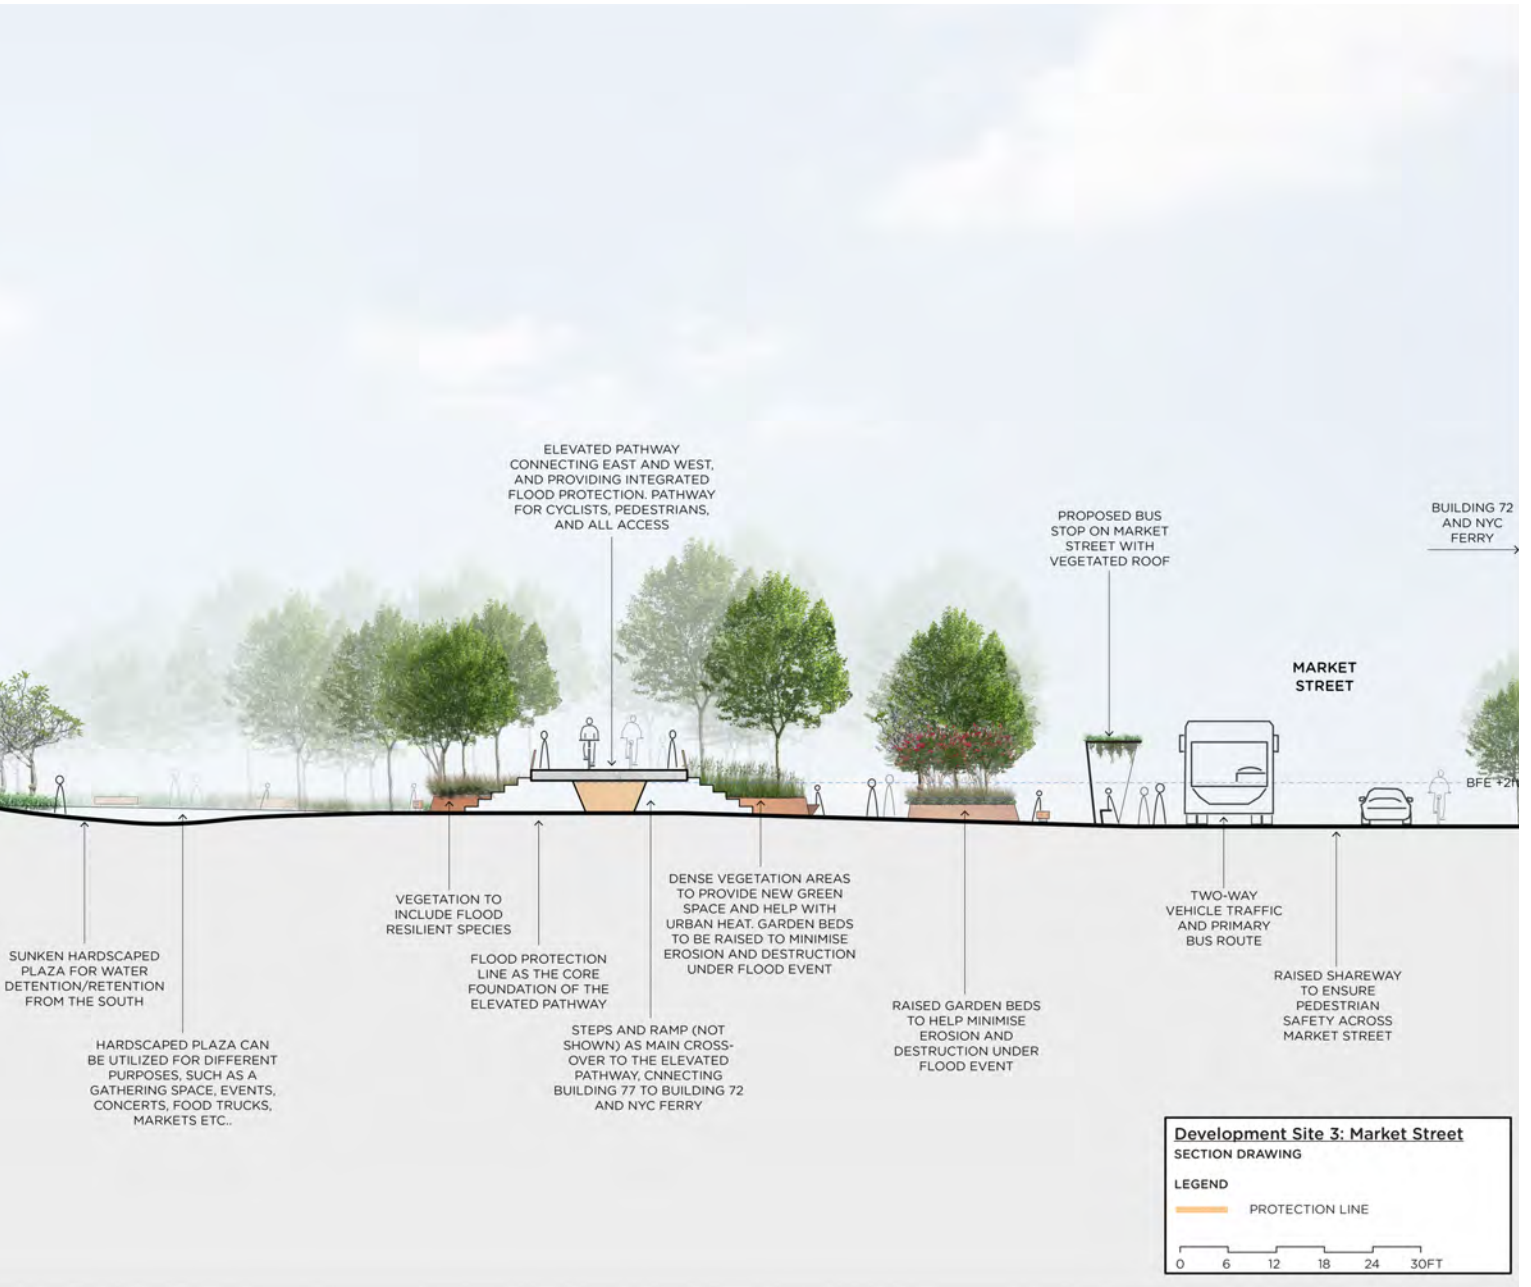 ELEVATED PATHWAY
CONNECTING EAST AND WEST,
AND PROVIDING INTEGRATED
FLOOD PROTECTION. PATHWAY
FOR CYCLISTS, PEDESTRIANS,
AND ALL ACCESS
PROPOSED BUS
STOP ON MARKET
STREET WITH
VEGETATED ROOF
BUILDING 72
AND NYC
FERRY
MARKET
STREET
BFE +2
SUNKEN HARDSCAPED
PLAZA FOR WATER
DETENTION/RETENTION
FROM THE SOUTH
HARDSCAPED PLAZA CAN
BE UTILIZED FOR DIFFERENT
PURPOSES, SUCH AS A
GATHERING SPACE, EVENTS,
CONCERTS, FOOD TRUCKS,
MARKETS ETC..
VEGETATION TO
INCLUDE FLOOD
RESILIENT SPECIES
FLOOD PROTECTION
LINE AS THE CORE
FOUNDATION OF THE
ELEVATED PATHWAY
STEPS AND RAMP (NOT
SHOWN) AS MAIN CROSS-
OVER TO THE ELEVATED
PATHWAY, CNNECTING
BUILDING 77 TO BUILDING 72
AND NYC FERRY
DENSE VEGETATION AREAS
TO PROVIDE NEW GREEN
SPACE AND HELP WITH
URBAN HEAT. GARDEN BEDS
TO BE RAISED TO MINIMISE
EROSION AND DESTRUCTION
UNDER FLOOD EVENT
RAISED GARDEN BEDS
TO HELP MINIMISE
EROSION AND
DESTRUCTION UNDER
FLOOD EVENT
TWO-WAY
VEHICLE TRAFFIC
AND PRIMARY
BUS ROUTE
RAISED SHAREWAY
TO ENSURE
PEDESTRIAN
SAFETY ACROSS
MARKET STREET
Development Site 3: Market Street
SECTION DRAWING
LEGEND
PROTECTION LINE
0 6 12 18 24 30FT